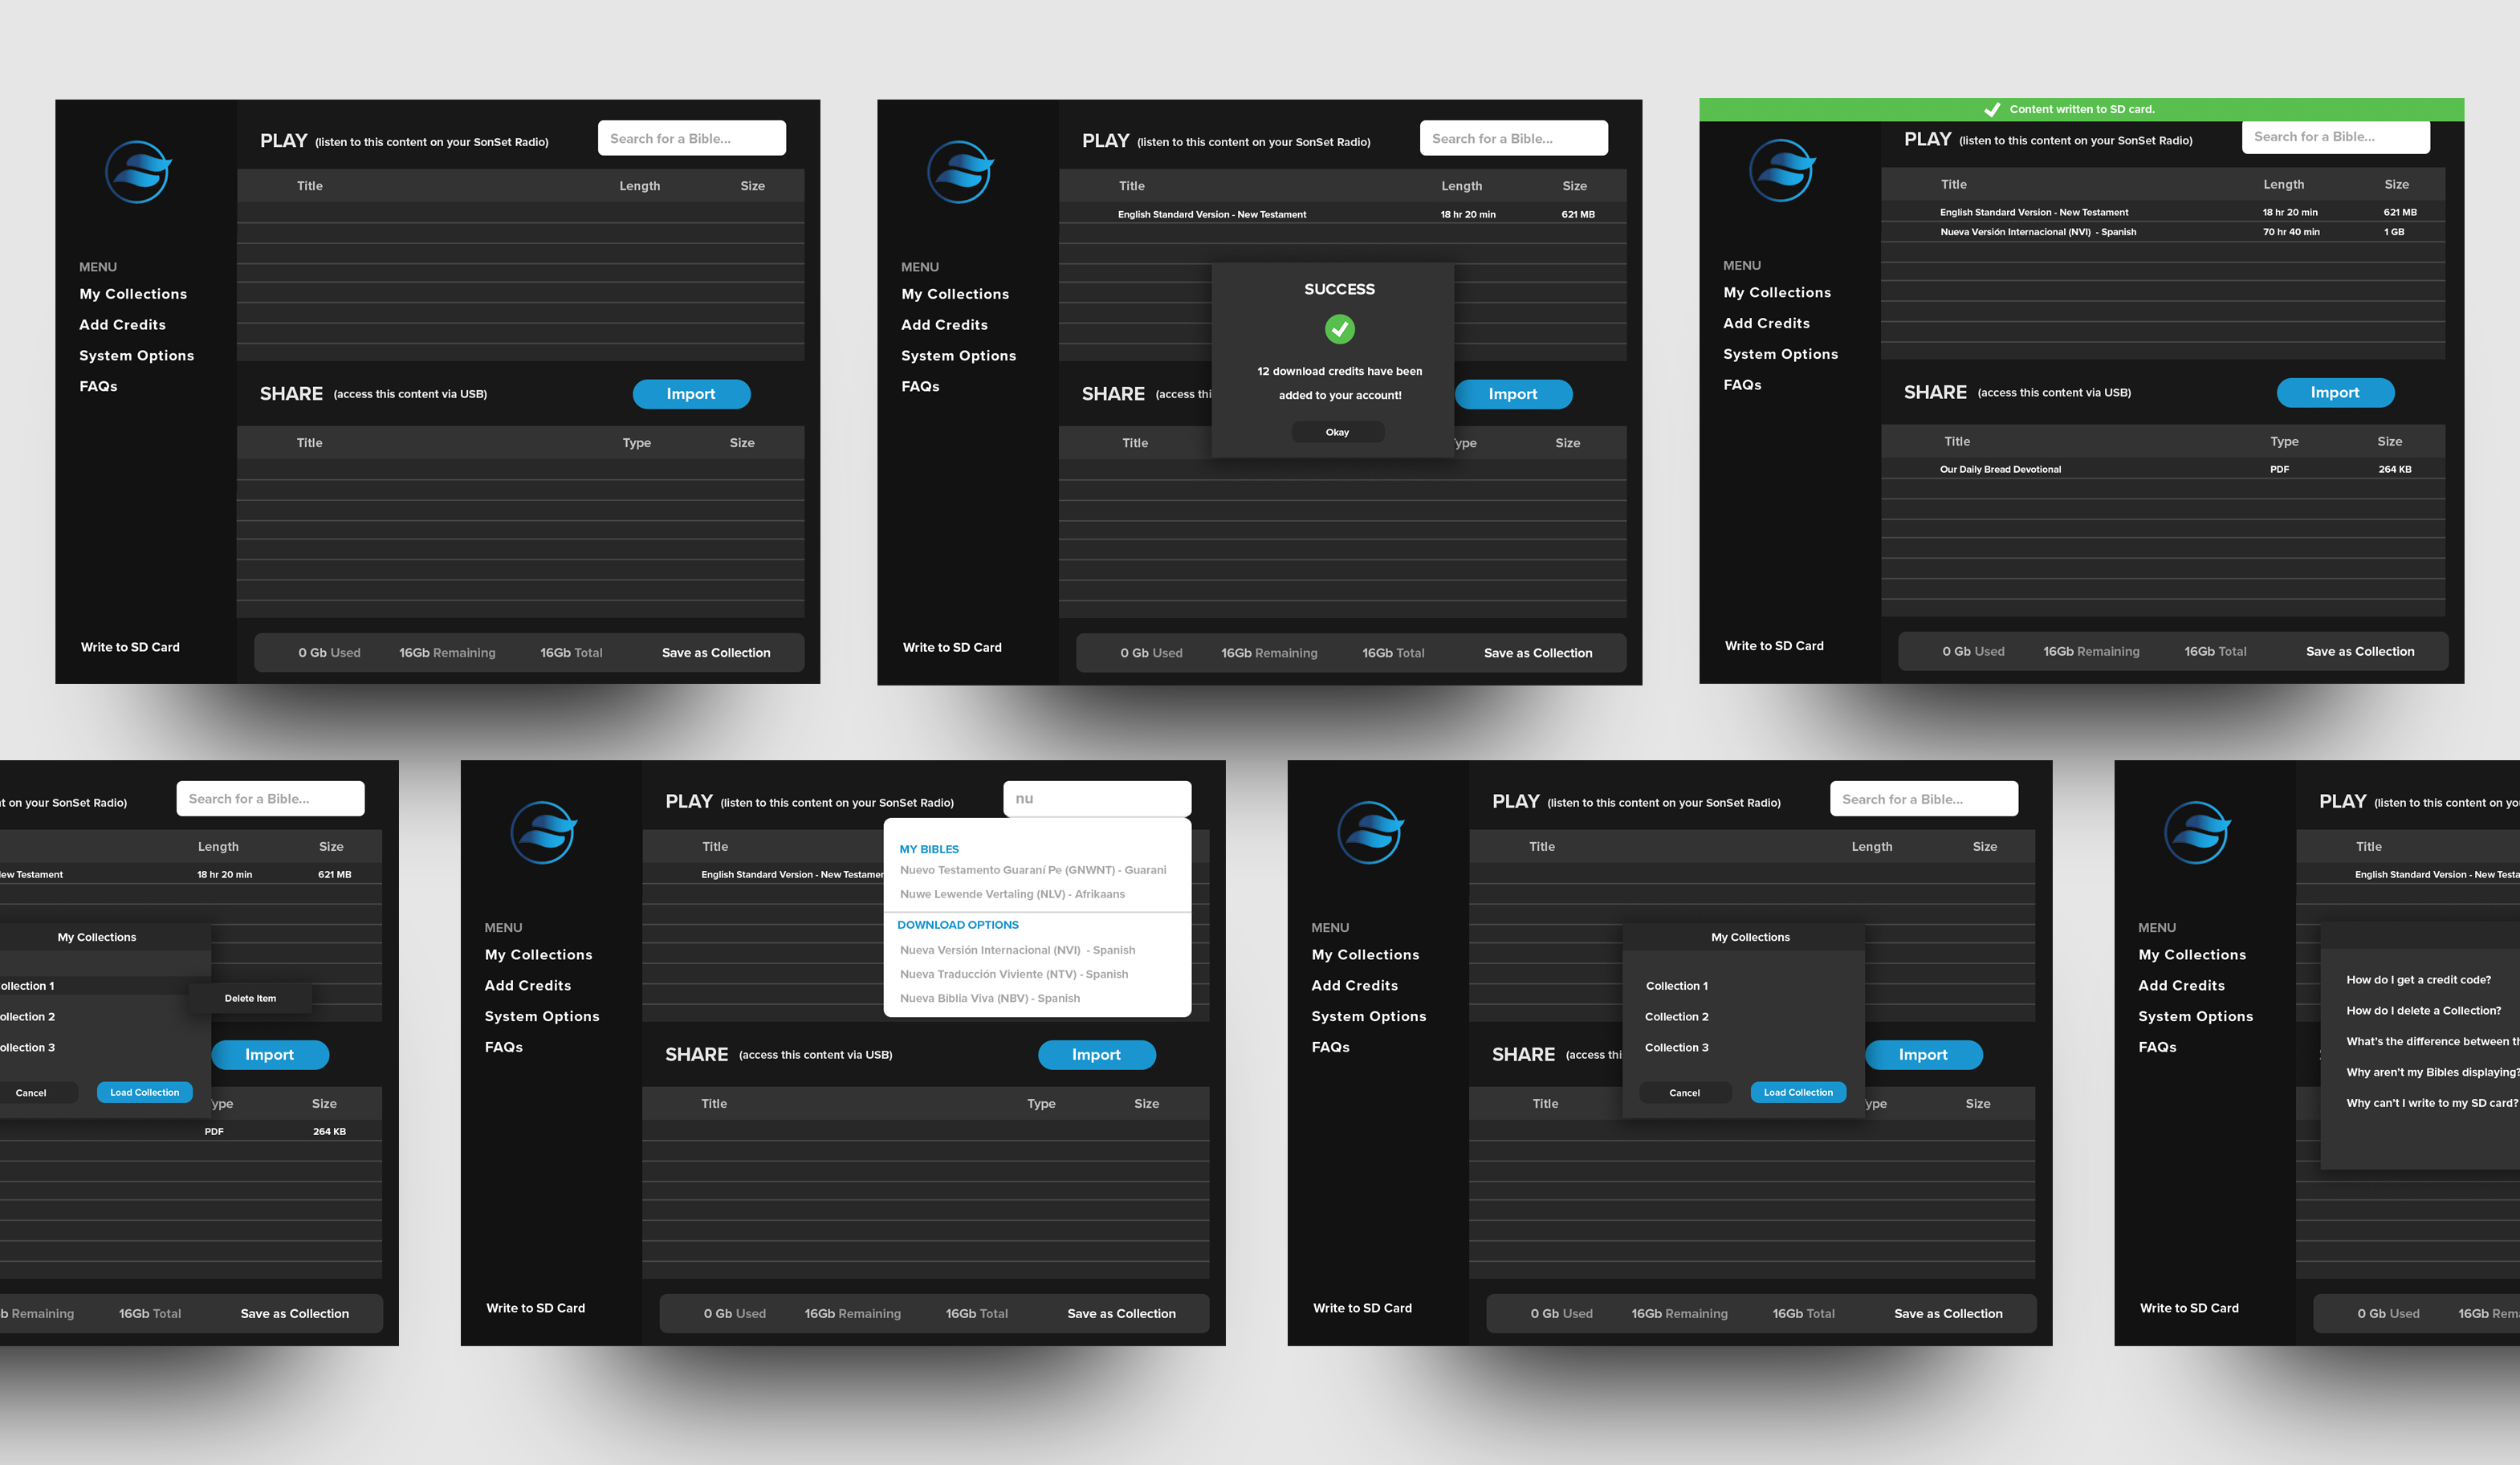 PLAY (listen to this content on your SonSet Radio)
Search for a Bible...
Title Length Size
MENU
My Collections
Add Credits
System Options
FAQs
SHARE (access this content via USB)
Import
Title Type Size
Write to SD Card
0 Gb Used 16Gb Remaining 16Gb Total Save as Collection
PLAY (listen to this content on your SonSet Radio)
Search for a Bible...
Title Length Size
English Standard Version - New Testament 18 hr 20 min 621 MB
MENU
My Collections
Add Credits
System Options
FAQs
SUCCESS
12 download credits have been
added to your account!
Okay
SHARE (access thi
Import
Title ype Size
Write to SD Card
0 Gb Used 16Gb Remaining 16Gb Total Save as Collection
Content written to SD card.
PLAY (listen to this content on your SonSet Radio)
Search for a Bible...
Title Length Size
English Standard Version - New Testament 18 hr 20 min 621 MB
Nueva Versión Internacional (NVI) - Spanish 70 hr 40 min 1 GB
MENU
My Collections
Add Credits
System Options
FAQs
SHARE (access this content via USB)
Import
Title Type Size
Our Daily Bread Devotional PDF 264 KB
Write to SD Card
0 Gb Used 16Gb Remaining 16Gb Total Save as Collection
t on your SonSet Radio)
Search for a Bible...
Length Size
ew Testament 18 hr 20 min 621 MB
My Collections
ollection 1
Delete Item
ollection 2
ollection 3
Cancel
Load Collection
Import
ype Size
PDF 264 KB
b Remaining 16Gb Total Save as Collection
PLAY (listen to this content on your SonSet Radio)
nu
Title
English Standard Version - New Testamen
MY BIBLES
Nuevo Testamento Guaraní Pe (GNWNT) - Guarani
Nuwe Lewende Vertaling (NLV) - Afrikaans
DOWNLOAD OPTIONS
Nueva Versión Internacional (NVI) - Spanish
Nueva Traducción Viviente (NTV) - Spanish
Nueva Biblia Viva (NBV) - Spanish
MENU
My Collections
Add Credits
System Options
FAQs
SHARE (access this content via USB)
Import
Title Type Size
Write to SD Card
0 Gb Used 16Gb Remaining 16Gb Total Save as Collection
PLAY (listen to this content on your SonSet Radio)
Search for a Bible...
Title Length Size
MENU
My Collections
Add Credits
System Options
FAQs
My Collections
Collection 1
Collection 2
Collection 3
Cancel
Load Collection
SHARE (access thi
Import
Title ype Size
Write to SD Card
0 Gb Used 16Gb Remaining 16Gb Total Save as Collection
PLAY (listen to this content on you
Title
English Standard Version - New Testa
MENU
My Collections
Add Credits
System Options
FAQs
How do I get a credit code?
How do I delete a Collection?
What's the difference between th
Why aren't my Bibles displaying?
Why can't I write to my SD card?
Write to SD Card
0 Gb Used 16Gb Rema